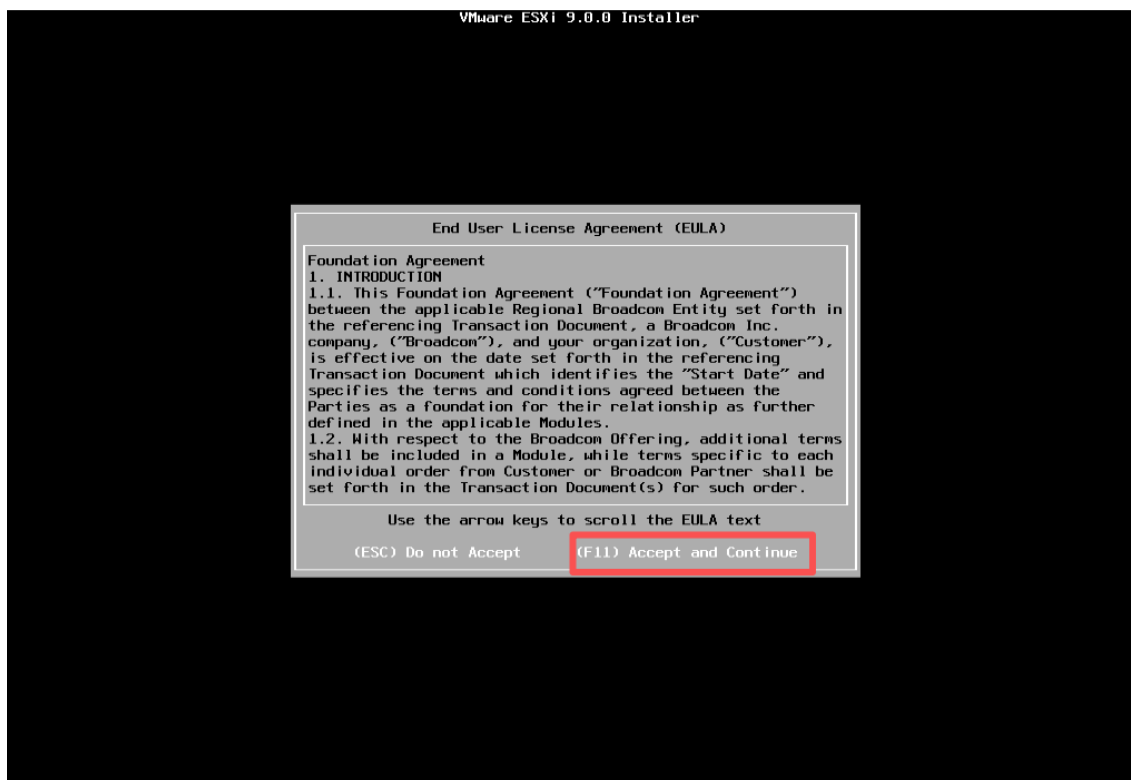 VMware ESXi 9.0.0 Installer
End User License Agreement (EULA)
Foundation Agreement
1. INTRODUCTION
1.1. This Foundation Agreement ("Foundation Agreement")
between the applicable Regional Broadcom Entity set forth in
the referencing Transaction Document, a Broadcom Inc.
company, ("Broadcom"), and your organization, ("Customer"),
is effective on the date set forth in the referencing
Transaction Document which identifies the "Start Date" and
specifies the terms and conditions agreed between the
Parties as a foundation for their relationship as further
defined in the applicable Modules.
1.2. With respect to the Broadcom Offering, additional terms
shall be included in a Module, while terms specific to each
individual order from Customer or Broadcom Partner shall be
set forth in the Transaction Document(s) for such order.
Use the arrow keys to scroll the EULA text
(ESC) Do not Accept (F11) Accept and Continue